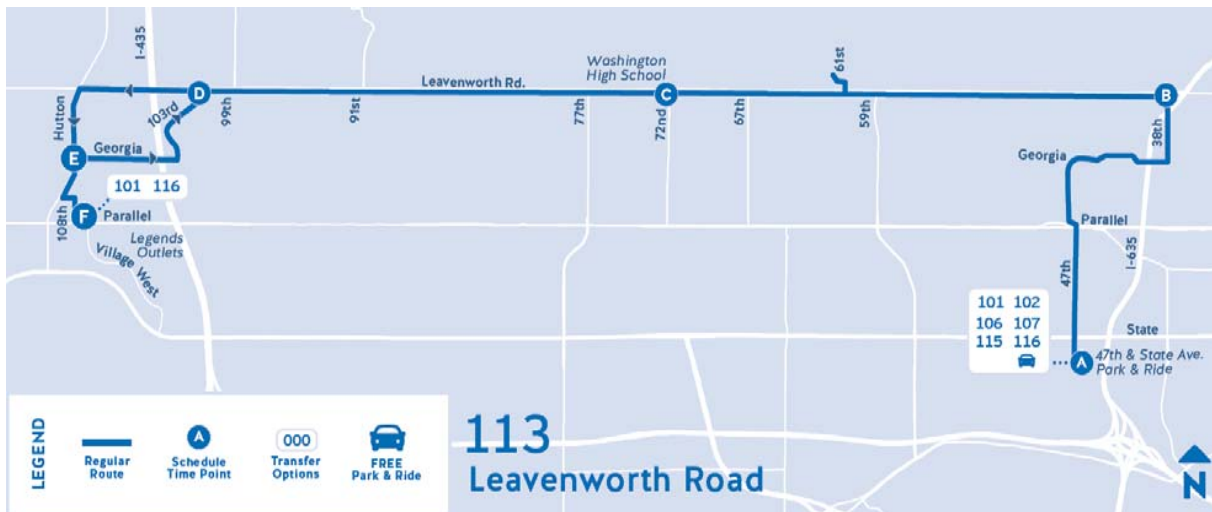 I-435
Washington
High School
61st
Leavenworth Rd.
D
C
B
Hutton
103rd
99th
91st
77th
72nd
67th
59th
38th
E
Georgia
Georgia
101 116
108th
F
Parallel
Parallel
Legends
Outlets
Village West
47th
I-635
101 102
106 107
115 116
State
A
47th & State Ave.
Park & Ride
LEGEND
Regular
Route
A
Schedule
Time Point
000
Transfer
Options
FREE
Park & Ride
113
Leavenworth Road
N